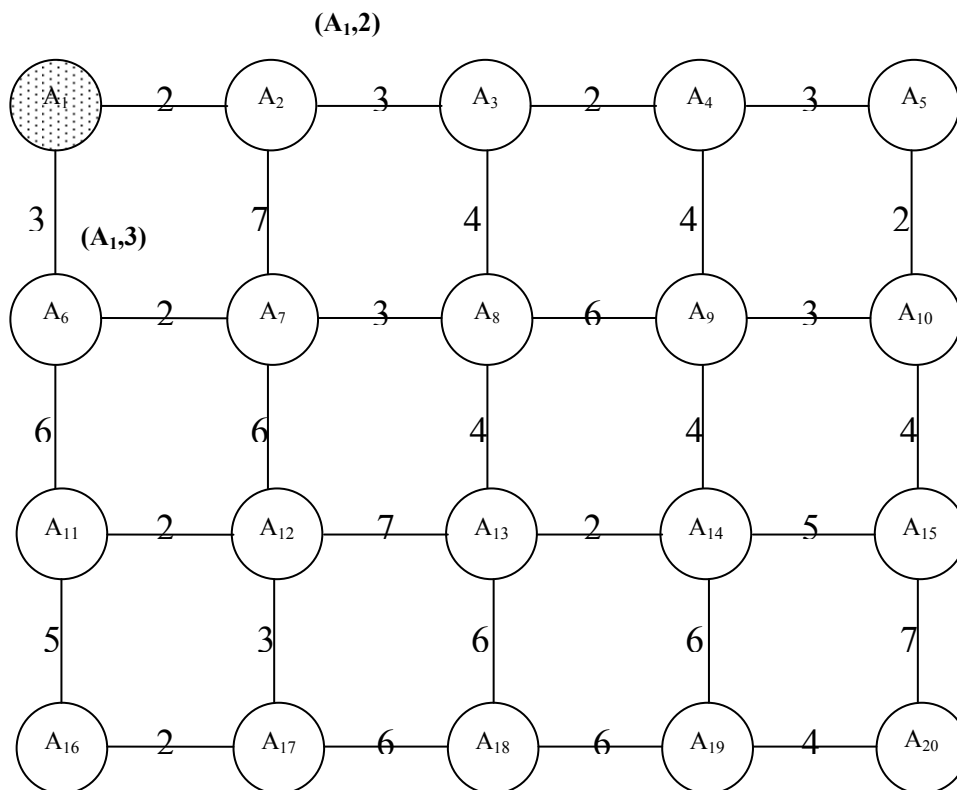 (A₁,2)
A₁ 2 A₂ 3 A₃ 2 A₄ 3 A₅
3 7 4 4 2
(A₁,3)
A₆ 2 A₇ 3 A₈ 6 A₉ 3 A₁₀
6 6 4 4 4
A₁₁ 2 A₁₂ 7 A₁₃ 2 A₁₄ 5 A₁₅
5 3 6 6 7
A₁₆ 2 A₁₇ 6 A₁₈ 6 A₁₉ 4 A₂₀